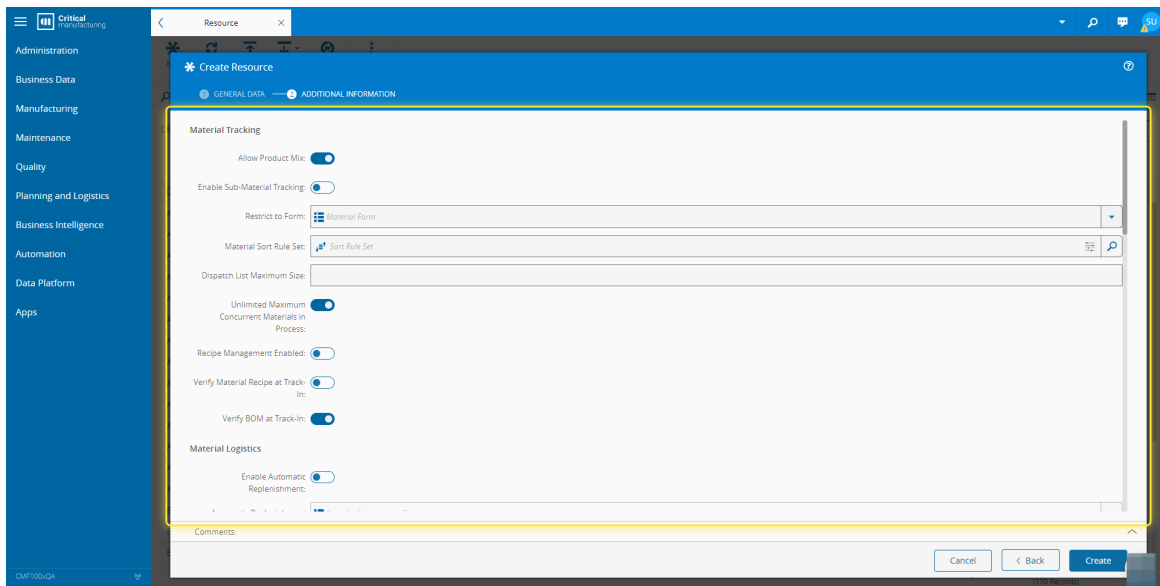 Critical
manufacturing
Resource
SU
Administration
Business Data
Manufacturing
Maintenance
Quality
Planning and Logistics
Business Intelligence
Automation
Data Platform
Apps
CMF100xQA
Create Resource
1 GENERAL DATA
2 ADDITIONAL INFORMATION
Material Tracking
Allow Product Mix:
Enable Sub-Material Tracking:
Restrict to Form:
Material Form
Material Sort Rule Set:
Sort Rule Set
Dispatch List Maximum Size:
Unlimited Maximum
Concurrent Materials in
Process:
Recipe Management Enabled:
Verify Material Recipe at Track-
In:
Verify BOM at Track-In:
Material Logistics
Enable Automatic
Replenishment:
Comments:
Cancel
Back
Create
(170 Records)